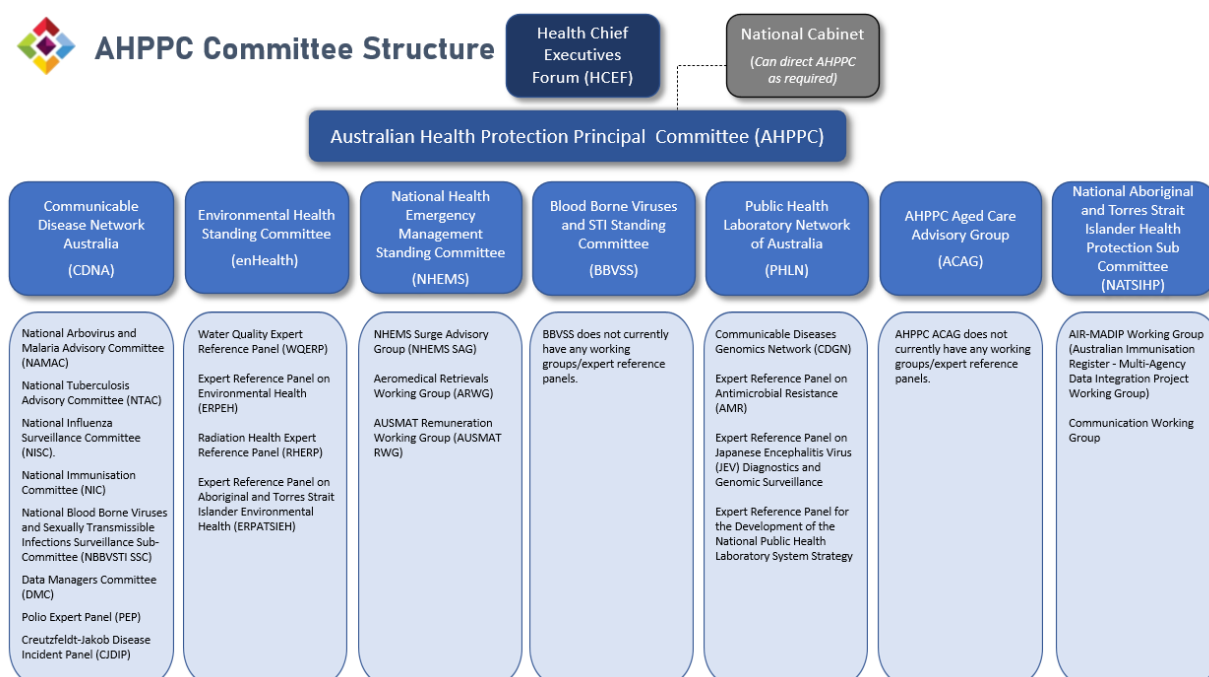 AHPPC Committee Structure
Health Chief
Executives
Forum (HCEF)
National Cabinet
(Can direct AHPPC
as required)
Australian Health Protection Principal Committee (AHPPC)
Communicable
Disease Network
Australia
(CDNA)
Environmental Health
Standing Committee
(enHealth)
National Health
Emergency
Management
Standing Committee
(NHEMS)
Blood Borne Viruses
and STI Standing
Committee
(BBVSS)
Public Health
Laboratory Network
of Australia
(PHLN)
AHPPC Aged Care
Advisory Group
(ACAG)
National Aboriginal
and Torres Strait
Islander Health
Protection Sub
Committee
(NATSIHP)
National Arbovirus and
Malaria Advisory Committee
(NAMAC)
National Tuberculosis
Advisory Committee (NTAC)
National Influenza
Surveillance Committee
(NISC).
National Immunisation
Committee (NIC)
National Blood Borne Viruses
and Sexually Transmissible
Infections Surveillance Sub-
Committee (NBBVSTI SSC)
Data Managers Committee
(DMC)
Polio Expert Panel (PEP)
Creutzfeldt-Jakob Disease
Incident Panel (CJDIP)
Water Quality Expert
Reference Panel (WQERP)
Expert Reference Panel on
Environmental Health
(ERPEH)
Radiation Health Expert
Reference Panel (RHERP)
Expert Reference Panel on
Aboriginal and Torres Strait
Islander Environmental
Health (ERPATSIEH)
NHEMS Surge Advisory
Group (NHEMS SAG)
Aeromedical Retrievals
Working Group (ARWG)
AUSMAT Remuneration
Working Group (AUSMAT
RWG)
BBVSS does not currently
have any working
groups/expert reference
panels.
Communicable Diseases
Genomics Network (CDGN)
Expert Reference Panel on
Antimicrobial Resistance
(AMR)
Expert Reference Panel on
Japanese Encephalitis Virus
(JEV) Diagnostics and
Genomic Surveillance
Expert Reference Panel for
the Development of the
National Public Health
Laboratory System Strategy
AHPPC ACAG does not
currently have any working
groups/expert reference
panels.
AIR-MADIP Working Group
(Australian Immunisation
Register - Multi-Agency
Data Integration Project
Working Group)
Communication Working
Group